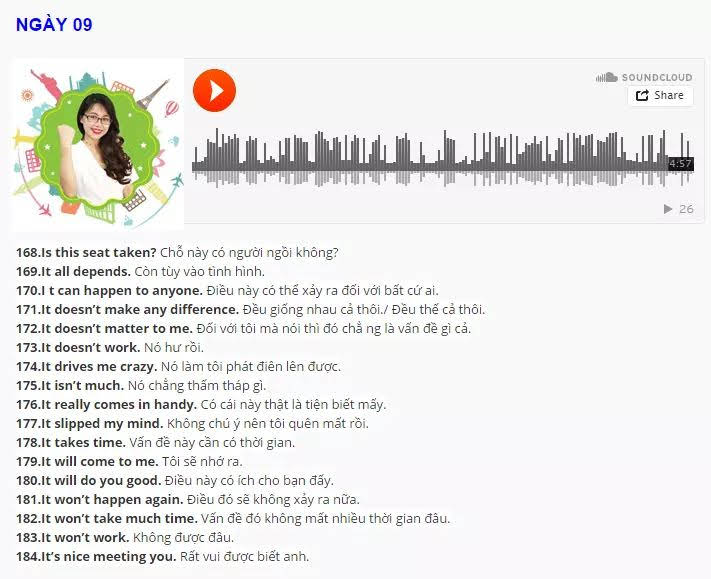 NGÀY 09
SOUNDCLOUD
Share
4:57
26
168.Is this seat taken? Chỗ này có người ngồi không?
169.It all depends. Còn tùy vào tình hình.
170.I t can happen to anyone. Điều này có thể xảy ra đối với bất cứ ai.
171.It doesn’t make any difference. Đều giống nhau cả thôi./ Đều thế cả thôi.
172.It doesn’t matter to me. Đối với tôi mà nói thì đó chả ng là vấn đề gì cả.
173.It doesn’t work. Nó hư rồi.
174.It drives me crazy. Nó làm tôi phát điên lên được.
175.It isn’t much. Nó chẳng thấm tháp gì.
176.It really comes in handy. Có cái này thật là tiện biết mấy.
177.It slipped my mind. Không chú ý nên tôi quên mất rồi.
178.It takes time. Vấn đề này cần có thời gian.
179.It will come to me. Tôi sẽ nhớ ra.
180.It will do you good. Điều này có ích cho bạn đấy.
181.It won’t happen again. Điều đó sẽ không xảy ra nữa.
182.It won’t take much time. Vấn đề đó không mất nhiều thời gian đâu.
183.It won’t work. Không được đâu.
184.It’s nice meeting you. Rất vui được biết anh.